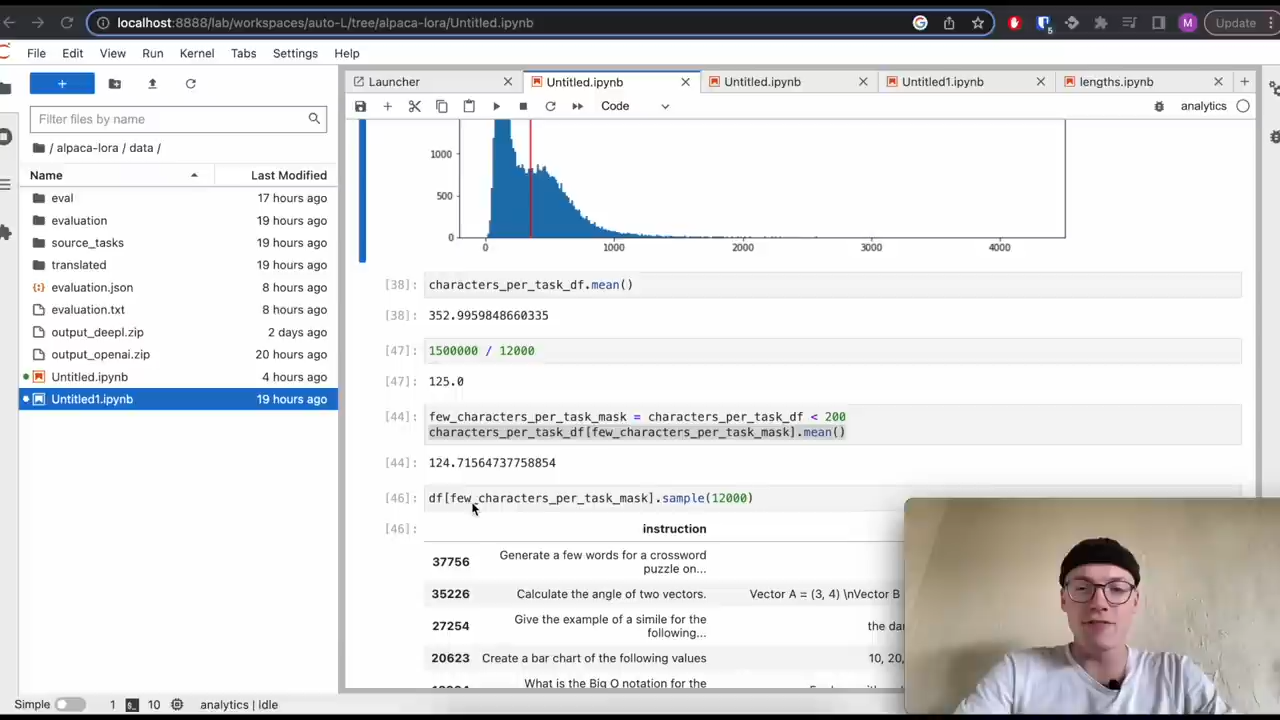 localhost:8888/lab/workspaces/auto-L/tree/alpaca-lora/Untitled.ipynb
5
M
Update
File Edit View Run Kernel Tabs Settings Help
+
Launcher
Untitled.ipynb
Untitled.ipynb
Untitled1.ipynb
lengths.ipynb
Code
analytics
Filter files by name
/ alpaca-lora / data /
Name Last Modified
eval 17 hours ago
evaluation 19 hours ago
source_tasks 19 hours ago
translated 19 hours ago
evaluation.json 8 hours ago
evaluation.txt 8 hours ago
output_deepl.zip 2 days ago
output_openai.zip 20 hours ago
Untitled.ipynb 4 hours ago
Untitled1.ipynb 19 hours ago
1000
500
0
0 1000 2000 3000 4000
[38]: characters_per_task_df.mean()
[38]: 352.9959848660335
[47]: 1500000 / 12000
[47]: 125.0
[44]: few_characters_per_task_mask = characters_per_task_df < 200
characters_per_task_df[few_characters_per_task_mask].mean()
[44]: 124.71564737758854
[46]: df[few_characters_per_task_mask].sample(12000)
[46]: instruction
37756 Generate a few words for a crossword
puzzle on...
35226 Calculate the angle of two vectors. Vector A = (3, 4) \nVector B
27254 Give the example of a simile for the
following... the
20623 Create a bar chart of the following values 10, 20,
What is the Big O notation for the
Simple 1 10 analytics | Idle